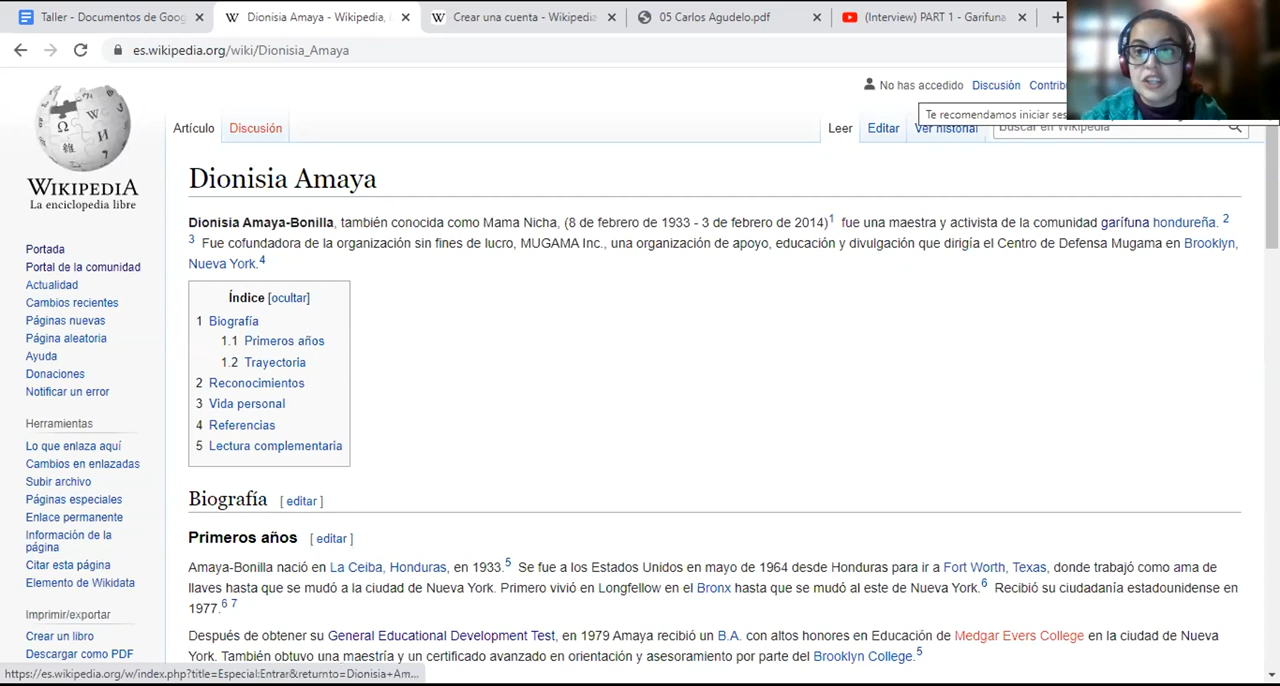 Taller - Documentos de Goog
Dionisia Amaya - Wikipedia,
Crear una cuenta - Wikipedia
05 Carlos Agudelo.pdf
(Interview) PART 1 - Garifuna
es.wikipedia.org/wiki/Dionisia_Amaya
No han accedido Discusión
Te recomendamos iniciar
WIKIPEDIA
La enciclopedia libre
Artículo Discusión
Leer Editar Ver historial Buscar en Wikipedia
Dionisia Amaya
Dionisia Amaya-Bonilla, también conocida como Mama Nicha, (8 de febrero de 1933 - 3 de febrero de 2014)1 fue una maestra y activista de la comunidad garífuna hondureña. 2
3 Fue cofundadora de la organización sin fines de lucro, MUGAMA Inc., una organización de apoyo, educación y divulgación que dirigía el Centro de Defensa Mugama en Brooklyn,
Nueva York.4
Índice [ocultar]
1 Biografía
1.1 Primeros años
1.2 Trayectoria
2 Reconocimientos
3 Vida personal
4 Referencias
5 Lectura complementaria
Portada
Portal de la comunidad
Actualidad
Cambios recientes
Páginas nuevas
Página aleatoria
Ayuda
Donaciones
Notificar un error
Herramientas
Lo que enlaza aquí
Cambios en enlazadas
Subir archivo
Páginas especiales
Enlace permanente
Información de la
página
Citar esta página
Elemento de Wikidata
Imprimir/exportar
Crear un libro
Descargar como PDF
Biografía [ editar ]
Primeros años [ editar ]
Amaya-Bonilla nació en La Ceiba, Honduras, en 1933.5 Se fue a los Estados Unidos en mayo de 1964 desde Honduras para ir a Fort Worth, Texas, donde trabajó como ama de
llaves hasta que se mudó a la ciudad de Nueva York. Primero vivió en Longfellow en el Bronx hasta que se mudó al este de Nueva York.6 Recibió su ciudadanía estadounidense en
1977.6 7
Después de obtener su General Educational Development Test, en 1979 Amaya recibió un B.A. con altos honores en Educación de Medgar Evers College en la ciudad de Nueva
York. También obtuvo una maestría y un certificado avanzado en orientación y asesoramiento por parte del Brooklyn College.5
https://es.wikipedia.org/w/index.php?title=Especial:Entrar&returnto=Dionisia+Am...